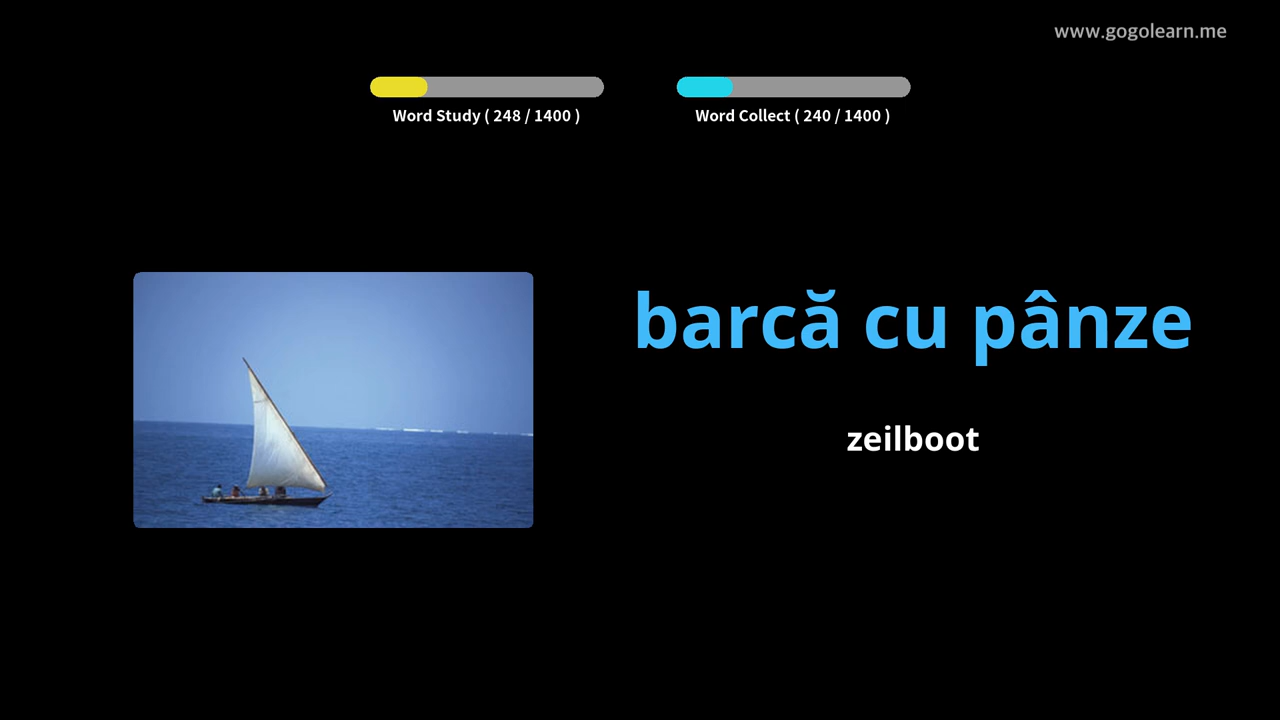 www.gogolearn.me
Word Study ( 248 / 1400 )
Word Collect ( 240 / 1400 )
barcă cu pânze
zeilboot